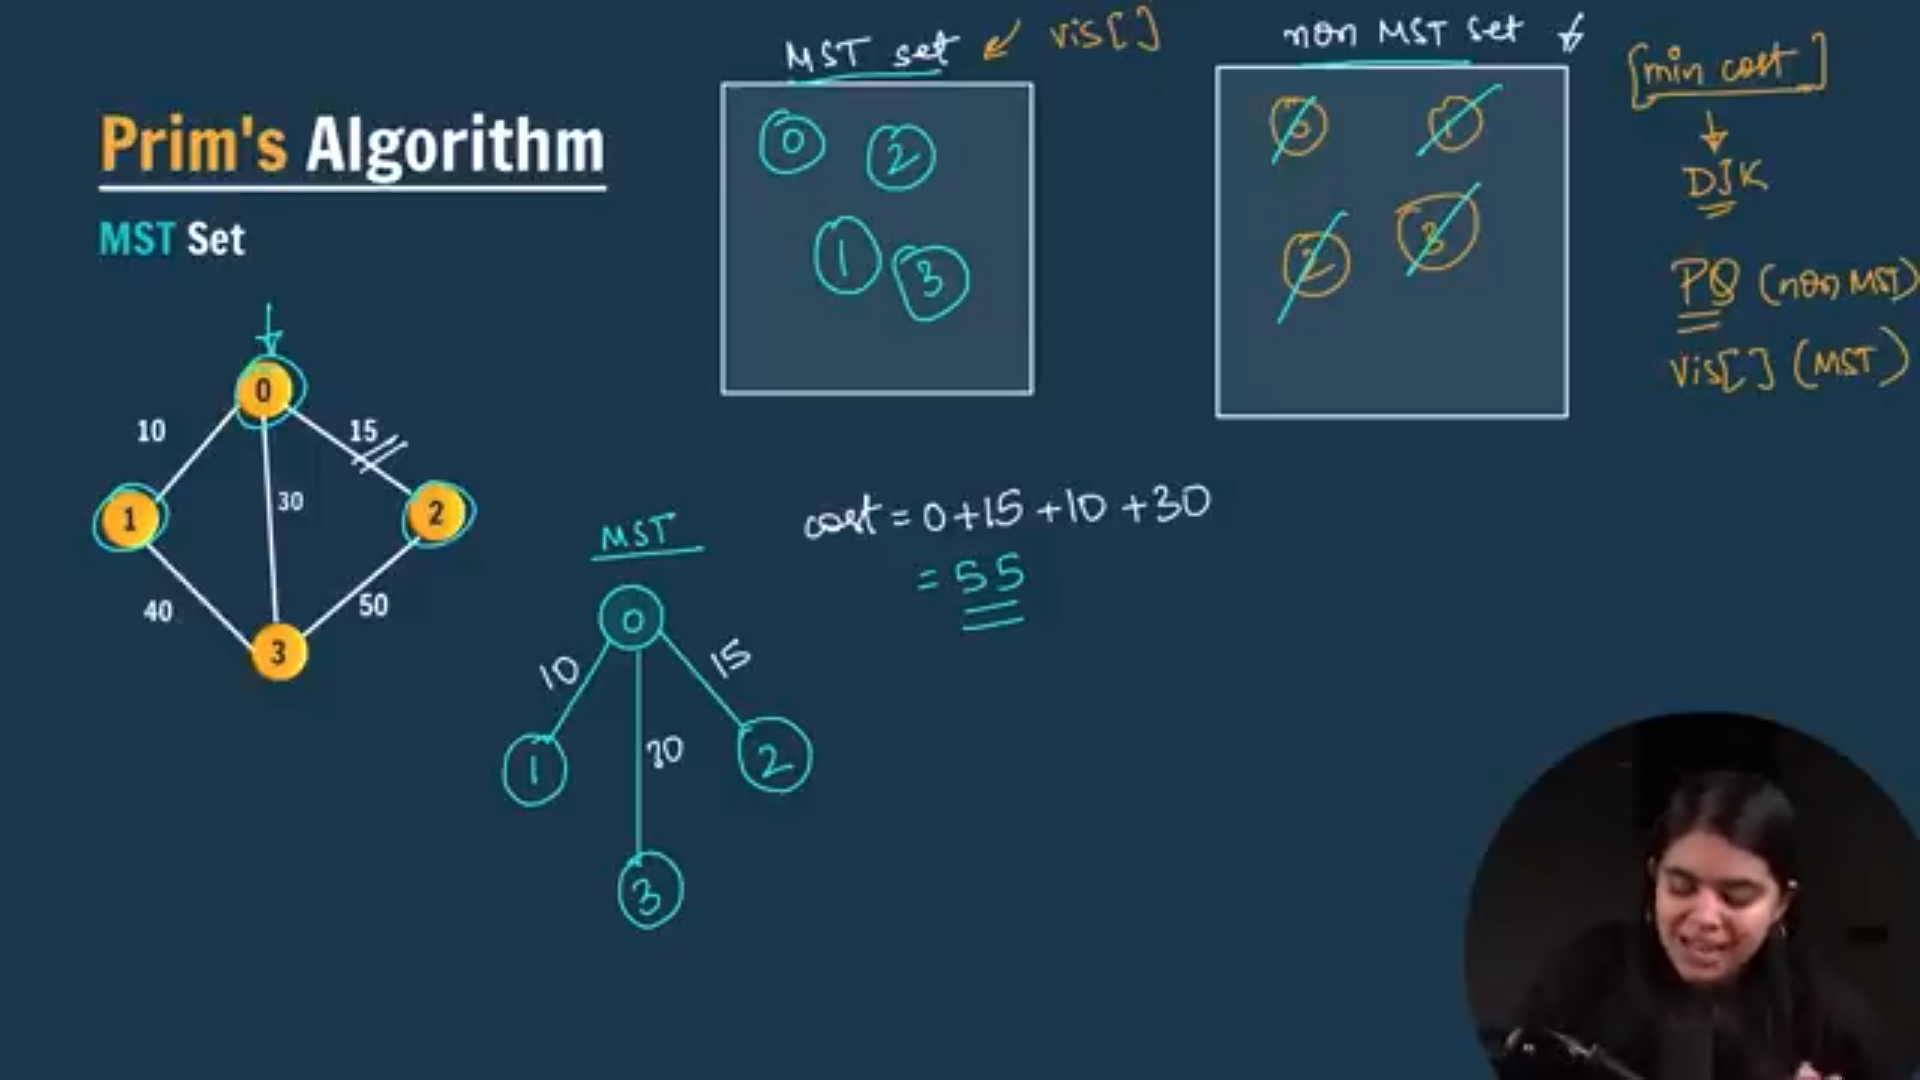 Prim's Algorithm
MST Set
MST set ↙ vis[ ]
0 2
1 3
non MST set
0 1
2 3
[min cost]
↓
DJK
PQ (non MST)
vis[ ] (MST)
0
10 15
30
1 2
40 50
3
MST
0
10 15
30
1 2
3
cost = 0+15+10+30
= 55